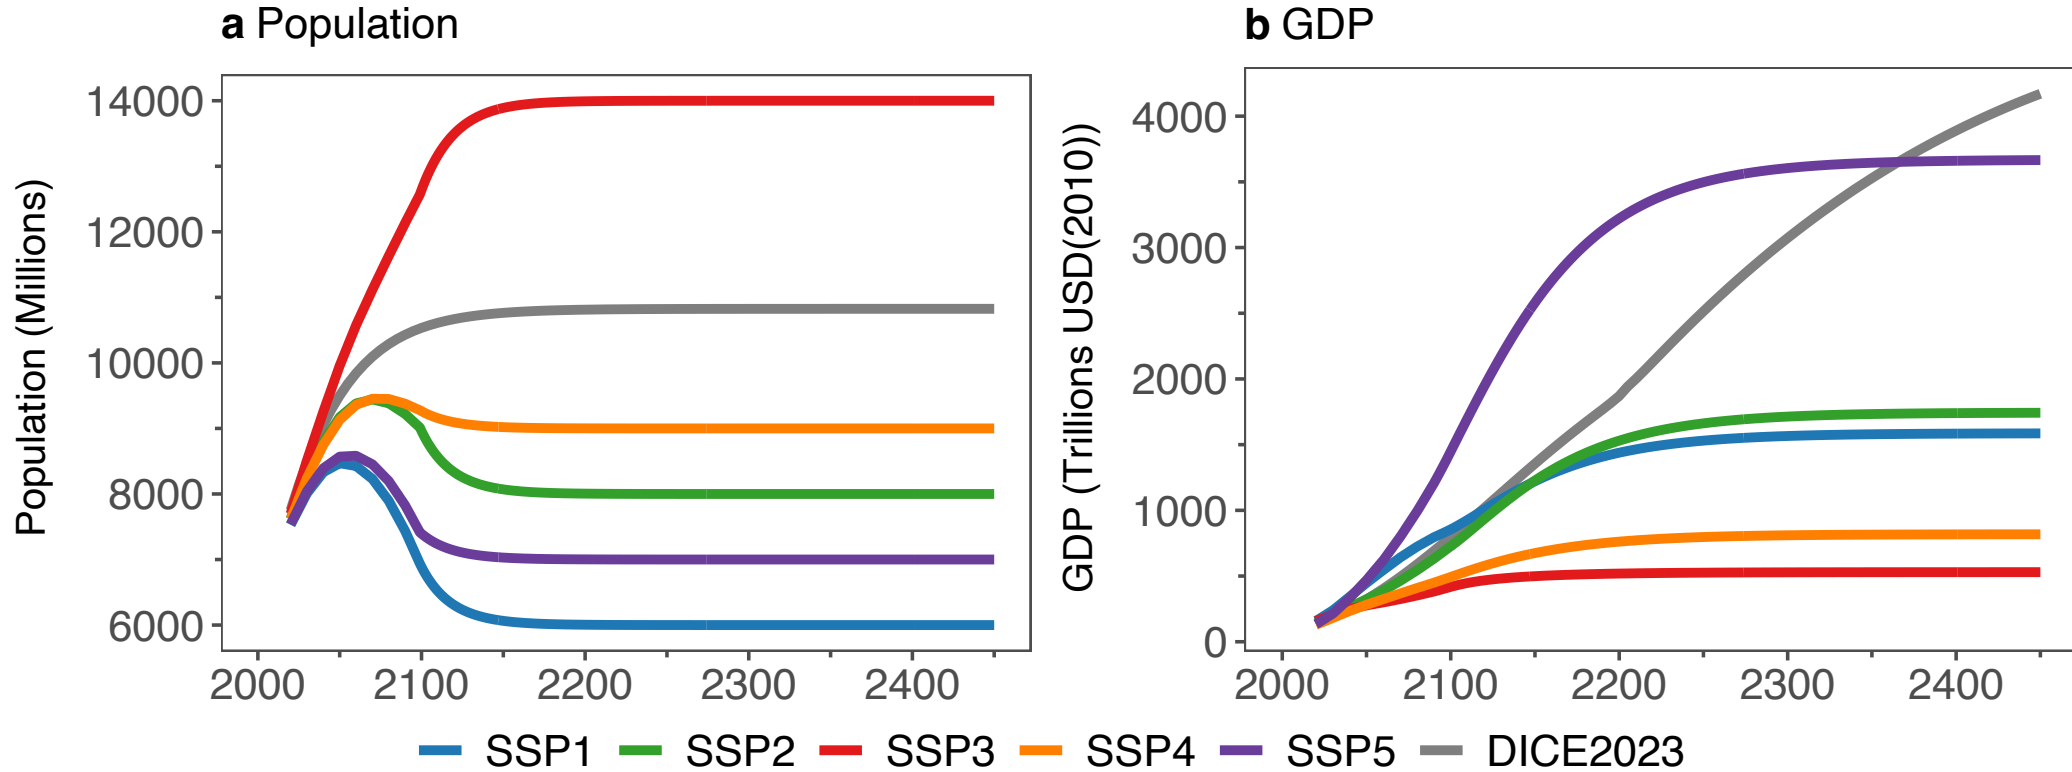 a Population
Population (Millions)
14000
12000
10000
8000
6000
2000 2100 2200 2300 2400
b GDP
GDP (Trillions USD(2010))
4000
3000
2000
1000
0
2000 2100 2200 2300 2400
SSP1 SSP2 SSP3 SSP4 SSP5 DICE2023